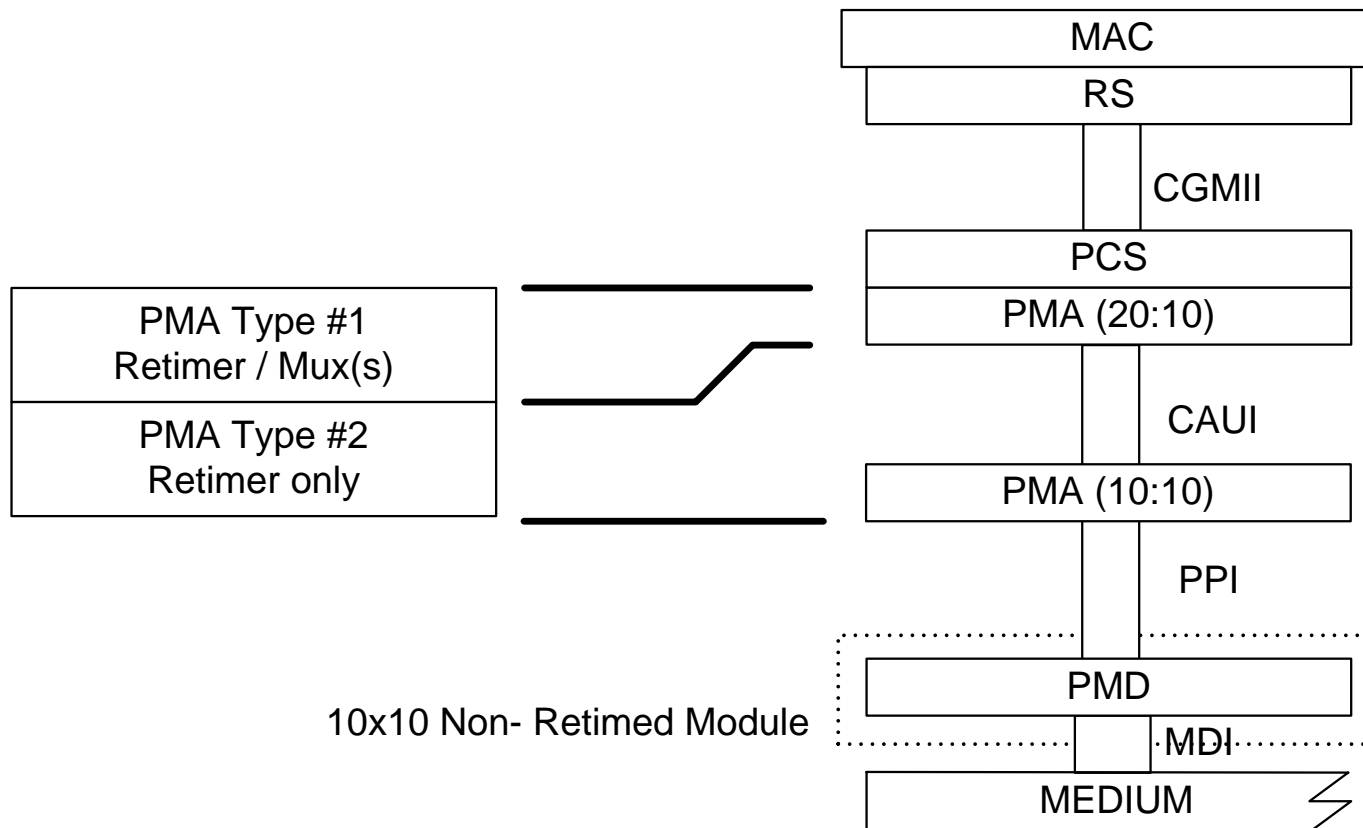 MAC
RS
CGMII
PCS
PMA (20:10)
PMA Type #1
Retimer / Mux(s)
PMA Type #2
Retimer only
CAUI
PMA (10:10)
PPI
PMD
10x10 Non- Retimed Module
MDI
MEDIUM